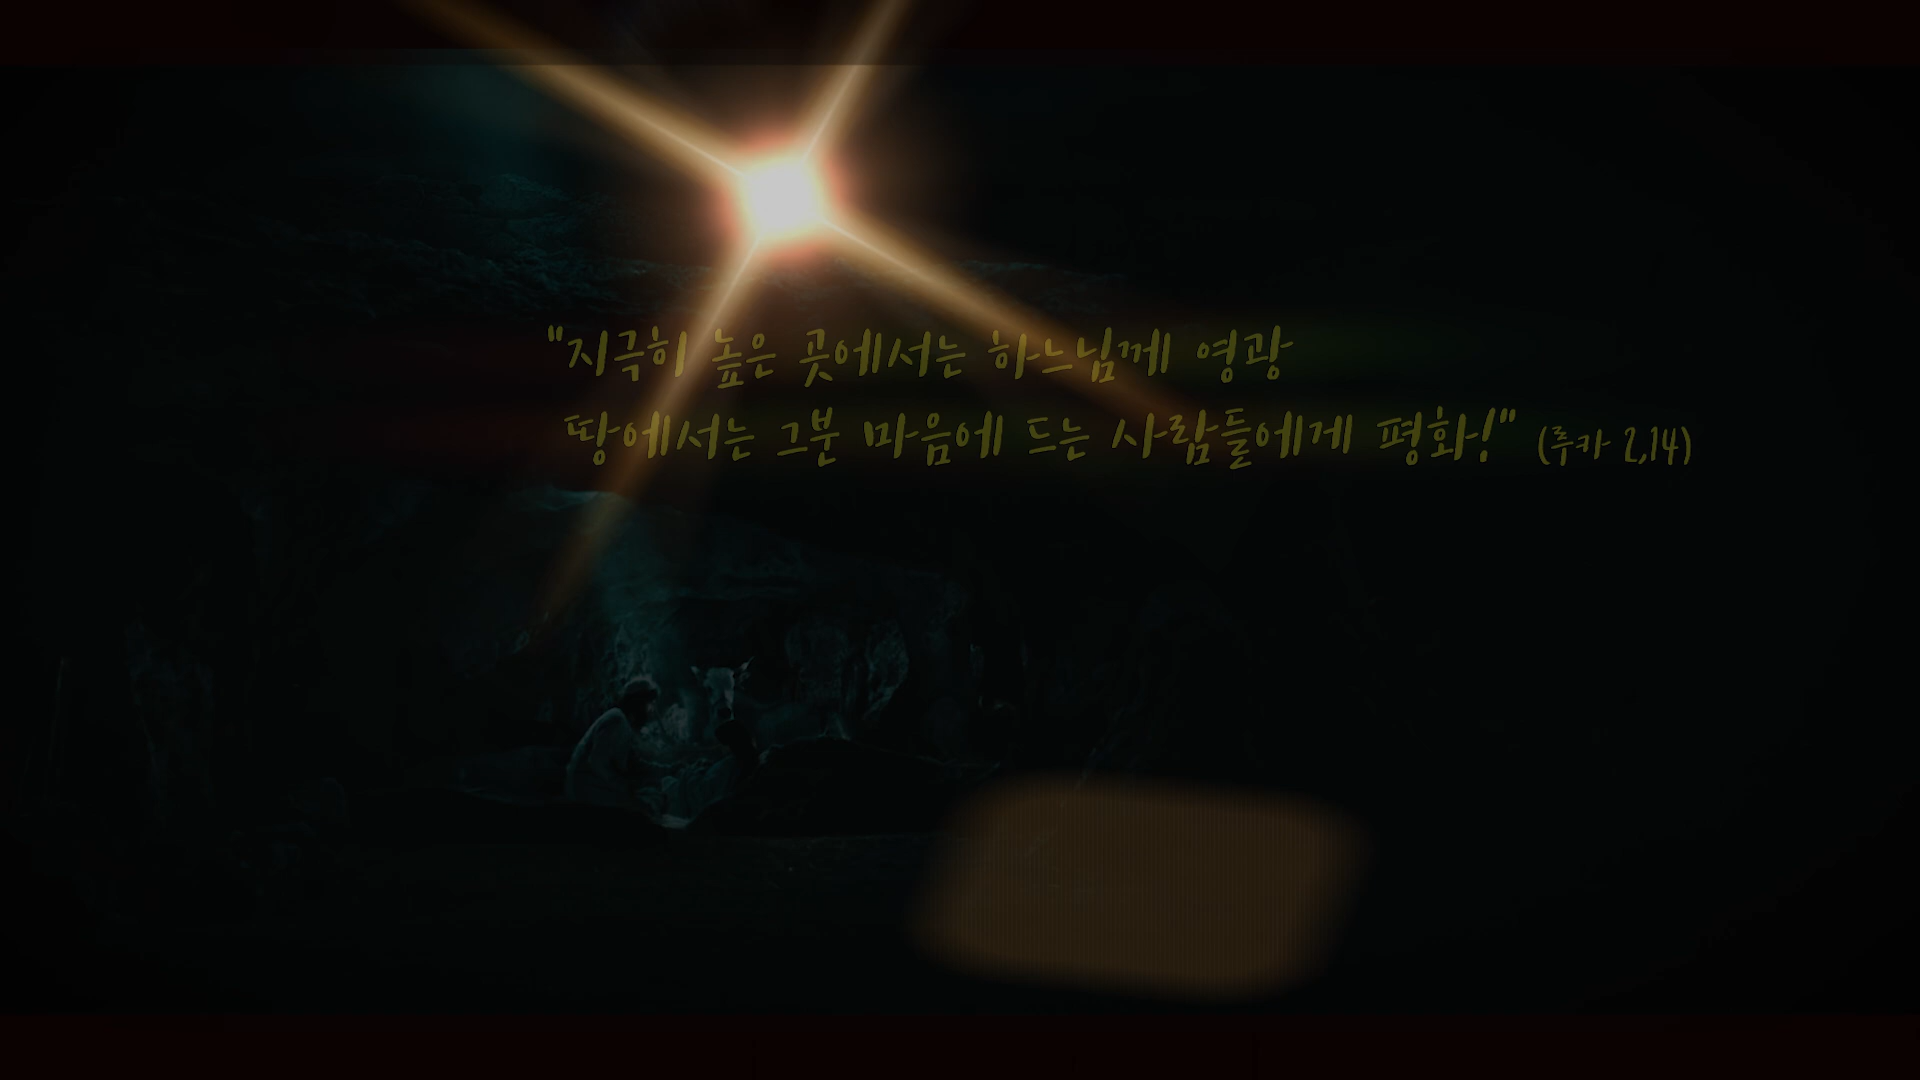 "지극히 높은 곳에서는 하느님께 영광
땅에서는 그분 마음에 드는 사람들에게 평화!" (루카 2,14)